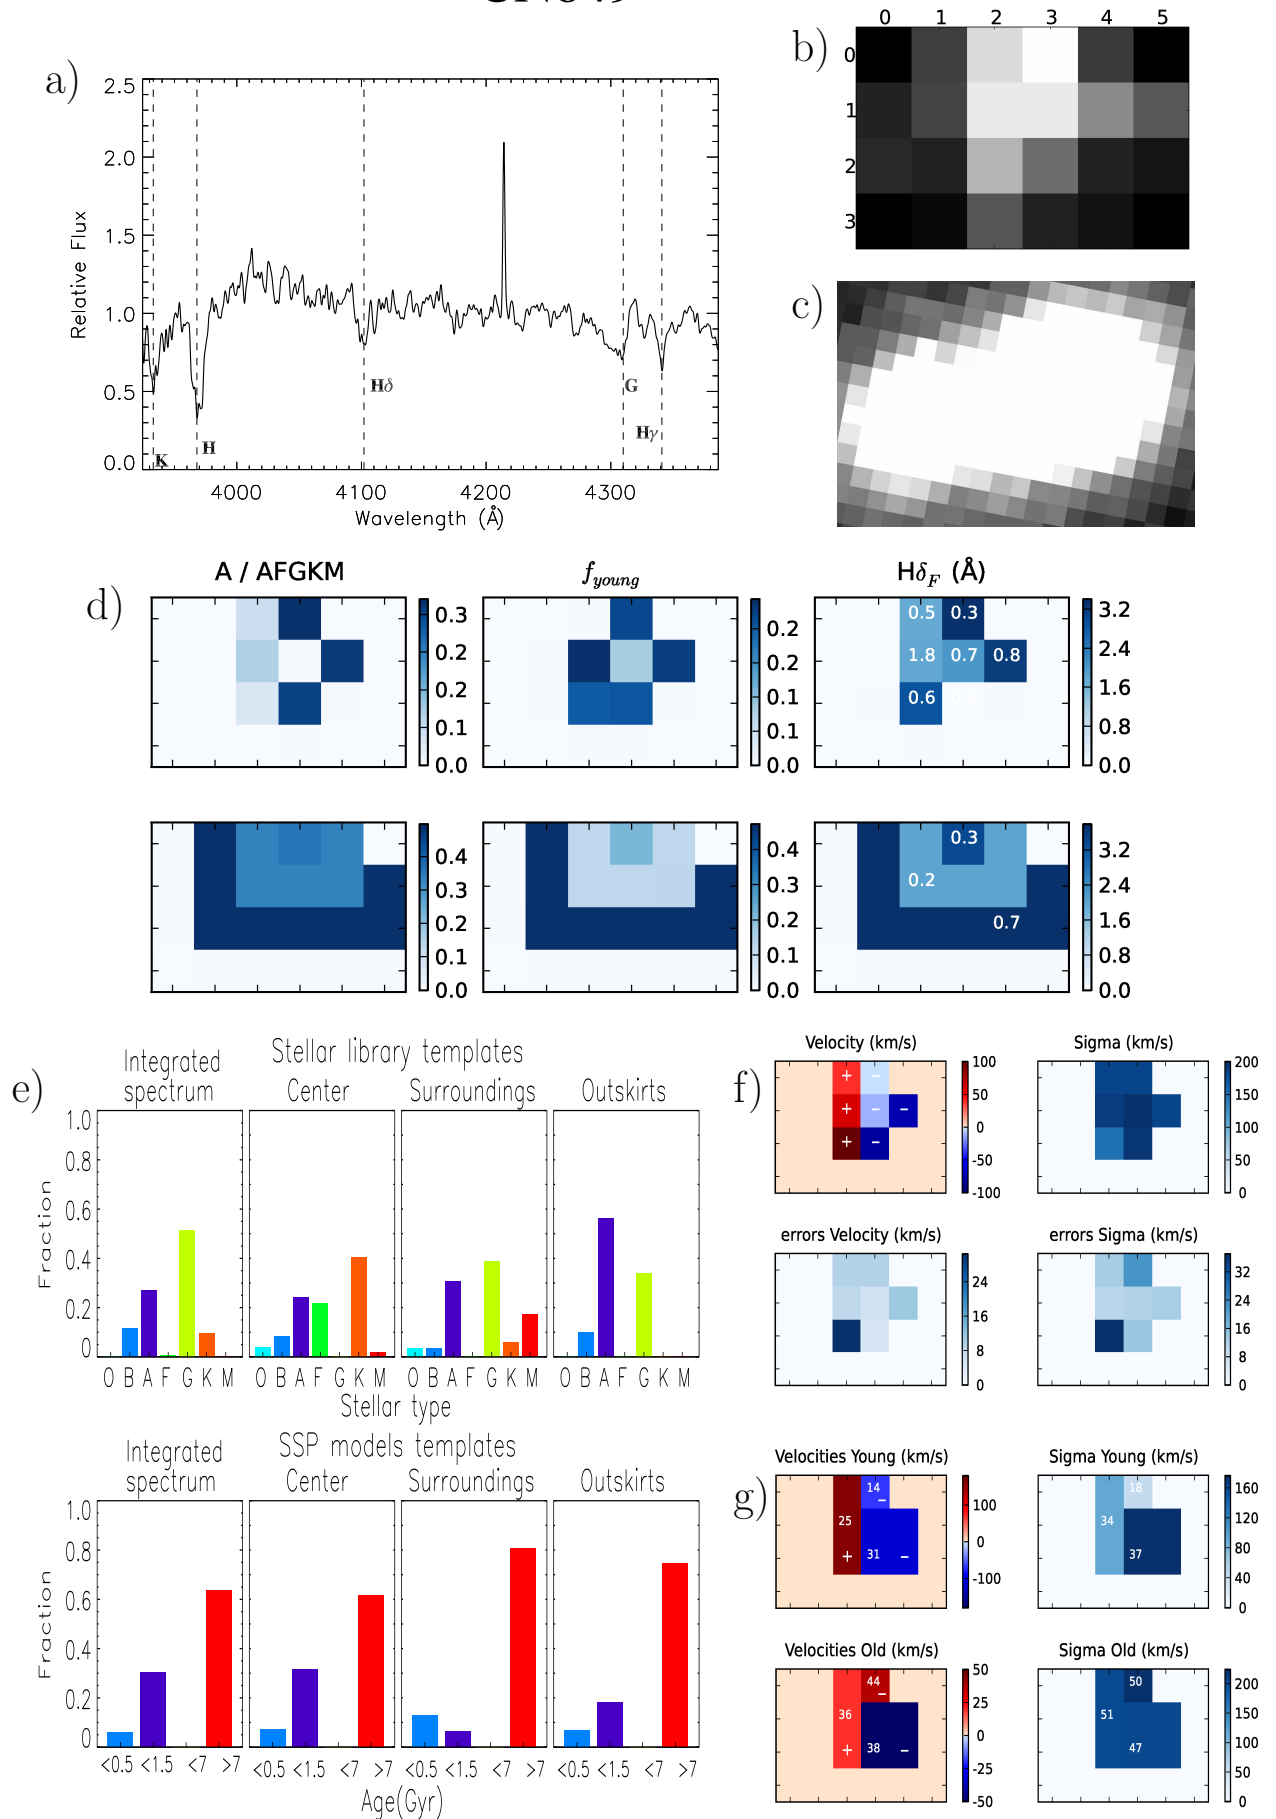 a)
2.5
2.0
1.5
1.0
0.5
0.0
Relative Flux
4000 4100 4200 4300
Wavelength (Å)
K
H
Hδ
G
Hγ
b)
0 1 2 3 4 5
0
1
2
3
c)
d)
A / AFGKM
0.3
0.2
0.2
0.1
0.0
f young
0.2
0.2
0.1
0.1
0.0
HδF (Å)
0.5 0.3
1.8 0.7 0.8
0.6 0.8
3.2
2.4
1.6
0.8
0.0
0.4
0.3
0.2
0.1
0.0
0.4
0.3
0.2
0.1
0.0
0.3
0.2
0.7
3.2
2.4
1.6
0.8
0.0
e)
Stellar library templates
Integrated spectrum
Center
Surroundings
Outskirts
1.0
0.8
0.6
0.4
0.2
0
Fraction
O B A F G K M
O B A F G K M
O B A F G K M
O B A F G K M
Stellar type
SSP models templates
Integrated spectrum
Center
Surroundings
Outskirts
1.0
0.8
0.6
0.4
0.2
0
Fraction
<0.5 <1.5 <7 >7
<0.5 <1.5 <7 >7
<0.5 <1.5 <7 >7
<0.5 <1.5 <7 >7
Age(Gyr)
f)
Velocity (km/s)
+ −
+ − −
+ −
100
50
0
-50
-100
Sigma (km/s)
200
150
100
50
0
errors Velocity (km/s)
24
16
8
0
errors Sigma (km/s)
32
24
16
8
0
g)
Velocities Young (km/s)
14
−
25
+
31 −
100
0
-100
Sigma Young (km/s)
18
34
37
160
120
80
40
0
Velocities Old (km/s)
44
−
36
+
38 −
50
25
0
-25
-50
Sigma Old (km/s)
50
51
47
200
150
100
50
0